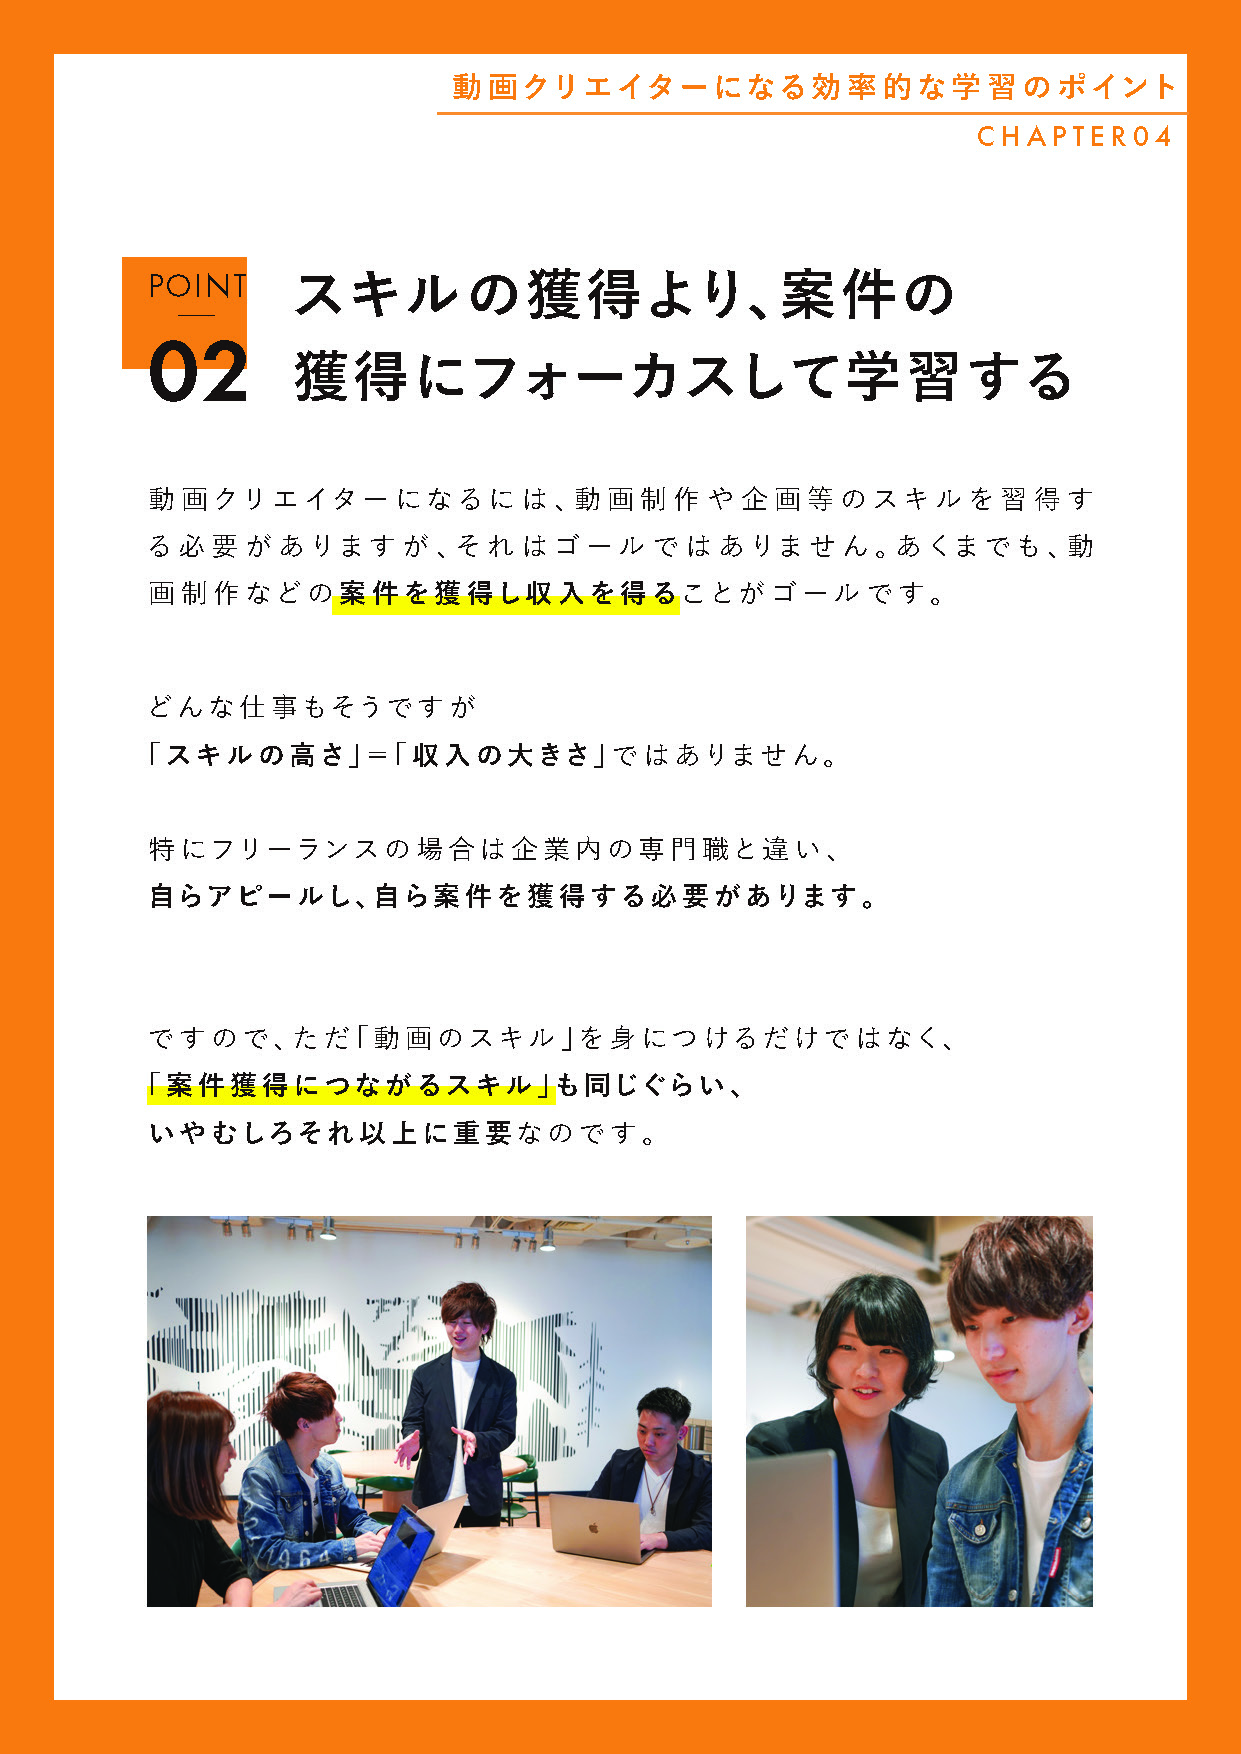 動画クリエイターになる効率的な学習のポイント
CHAPTER04
POINT
02
スキルの獲得より、案件の
獲得にフォーカスして学習する
動画クリエイターになるには、動画制作や企画等のスキルを習得す
る必要がありますが、それはゴールではありません。あくまでも、動
画制作などの案件を獲得し収入を得ることがゴールです。
どんな仕事もそうですが
「スキルの高さ」＝「収入の大きさ」ではありません。
特にフリーランスの場合は企業内の専門職と違い、
自らアピールし、自ら案件を獲得する必要があります。
ですので、ただ「動画のスキル」を身につけるだけではなく、
「案件獲得につながるスキル」も同じぐらい、
いやむしろそれ以上に重要なのです。
1964